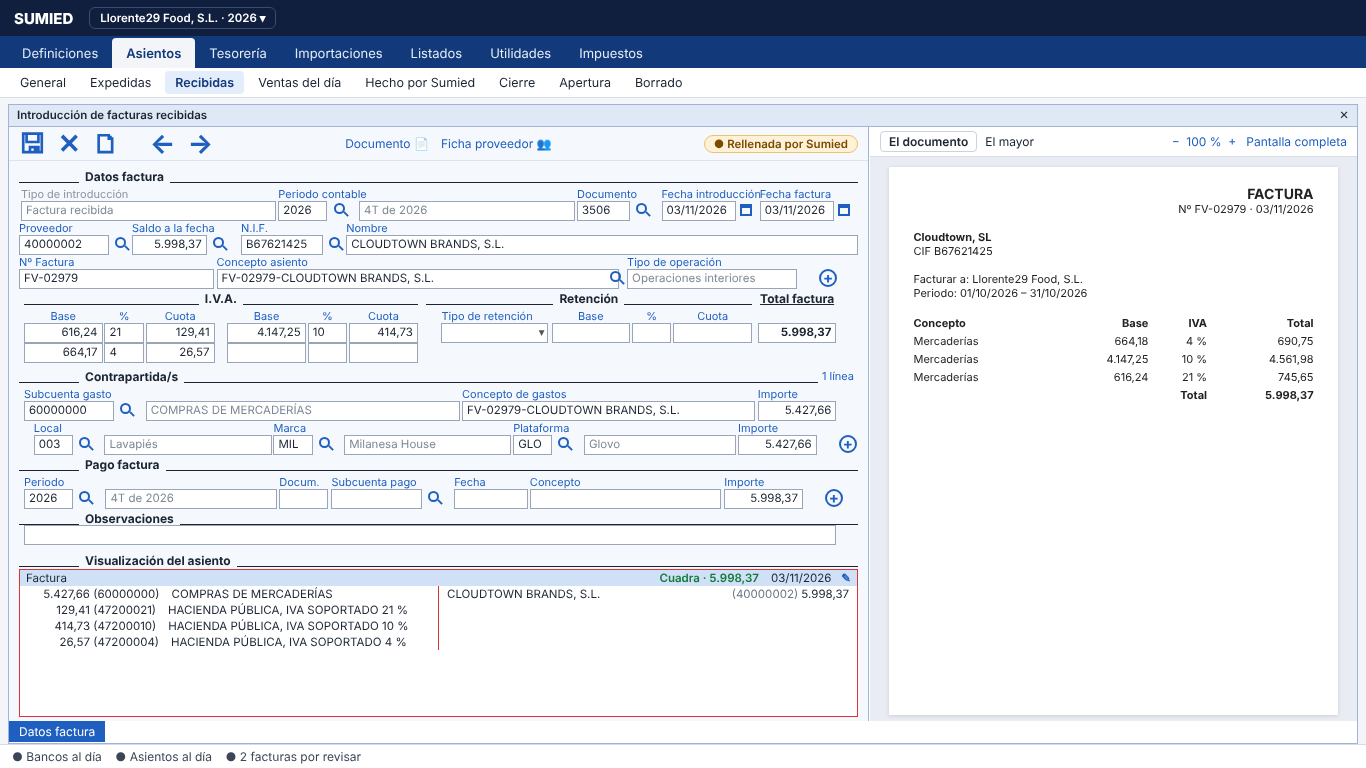 SUMIED Llorente29 Food, S.L. · 2026 ▾
Definiciones Asientos Tesorería Importaciones Listados Utilidades Impuestos
General Expedidas Recibidas Ventas del día Hecho por Sumied Cierre Apertura Borrado
Introducción de facturas recibidas ×
Documento Ficha proveedor Rellenada por Sumied
Datos factura
Tipo de introducción Periodo contable Documento Fecha introducción Fecha factura
Factura recibida 2026 4T de 2026 3506 03/11/2026 03/11/2026
Proveedor Saldo a la fecha N.I.F. Nombre
40000002 5.998,37 B67621425 CLOUDTOWN BRANDS, S.L.
Nº Factura Concepto asiento Tipo de operación
FV-02979 FV-02979-CLOUDTOWN BRANDS, S.L. Operaciones interiores
I.V.A. Retención Total factura
Base % Cuota Base % Cuota Tipo de retención Base % Cuota
616,24 21 129,41 4.147,25 10 414,73 5.998,37
664,17 4 26,57
Contrapartida/s 1 línea
Subcuenta gasto Concepto de gastos Importe
60000000 COMPRAS DE MERCADERÍAS FV-02979-CLOUDTOWN BRANDS, S.L. 5.427,66
Local Marca Plataforma Importe
003 Lavapiés MIL Milanesa House GLO Glovo 5.427,66
Pago factura
Periodo Docum. Subcuenta pago Fecha Concepto Importe
2026 4T de 2026 5.998,37
Observaciones
Visualización del asiento
Factura Cuadra · 5.998,37 03/11/2026
5.427,66 (60000000) COMPRAS DE MERCADERÍAS CLOUDTOWN BRANDS, S.L. (40000002) 5.998,37
129,41 (47200021) HACIENDA PÚBLICA, IVA SOPORTADO 21 %
414,73 (47200010) HACIENDA PÚBLICA, IVA SOPORTADO 10 %
26,57 (47200004) HACIENDA PÚBLICA, IVA SOPORTADO 4 %
Datos factura
El documento El mayor − 100 % + Pantalla completa
FACTURA
Nº FV-02979 · 03/11/2026
Cloudtown, SL
CIF B67621425
Facturar a: Llorente29 Food, S.L.
Periodo: 01/10/2026 – 31/10/2026
Concepto Base IVA Total
Mercaderías 664,18 4 % 690,75
Mercaderías 4.147,25 10 % 4.561,98
Mercaderías 616,24 21 % 745,65
Total 5.998,37
Bancos al día Asientos al día 2 facturas por revisar